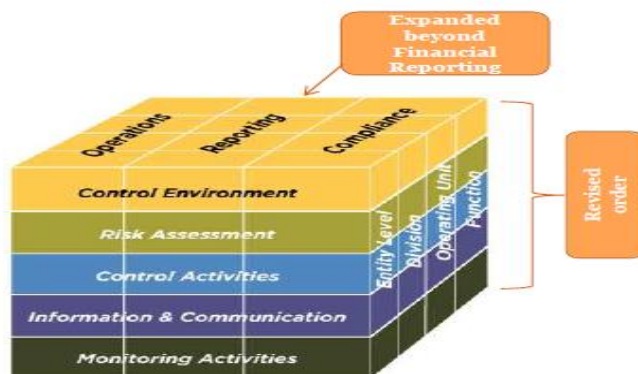 Expanded
beyond
Financial
Reporting
Operations
Reporting
Compliance
Control Environment
Risk Assessment
Control Activities
Information & Communication
Monitoring Activities
Entity Level
Division
Operating Unit
Function
Revised
order